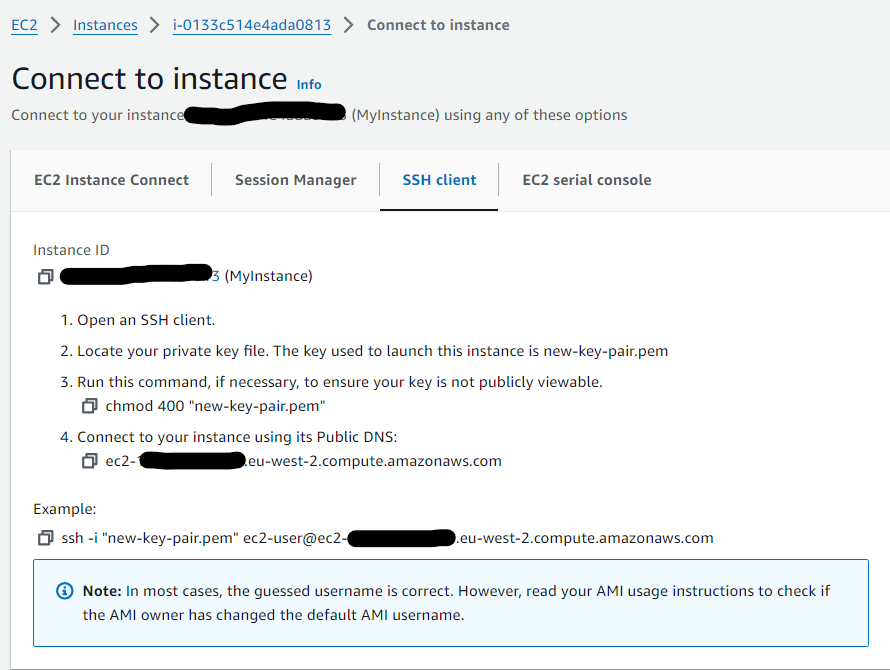 EC2 > Instances > i-0133c514e4ada0813 > Connect to instance
Connect to instance Info
Connect to your instance (MyInstance) using any of these options
EC2 Instance Connect Session Manager SSH client EC2 serial console
Instance ID
3 (MyInstance)
1. Open an SSH client.
2. Locate your private key file. The key used to launch this instance is new-key-pair.pem
3. Run this command, if necessary, to ensure your key is not publicly viewable.
chmod 400 "new-key-pair.pem"
4. Connect to your instance using its Public DNS:
ec2- .eu-west-2.compute.amazonaws.com
Example:
ssh -i "new-key-pair.pem" ec2-user@ec2- .eu-west-2.compute.amazonaws.com
Note: In most cases, the guessed username is correct. However, read your AMI usage instructions to check if
the AMI owner has changed the default AMI username.